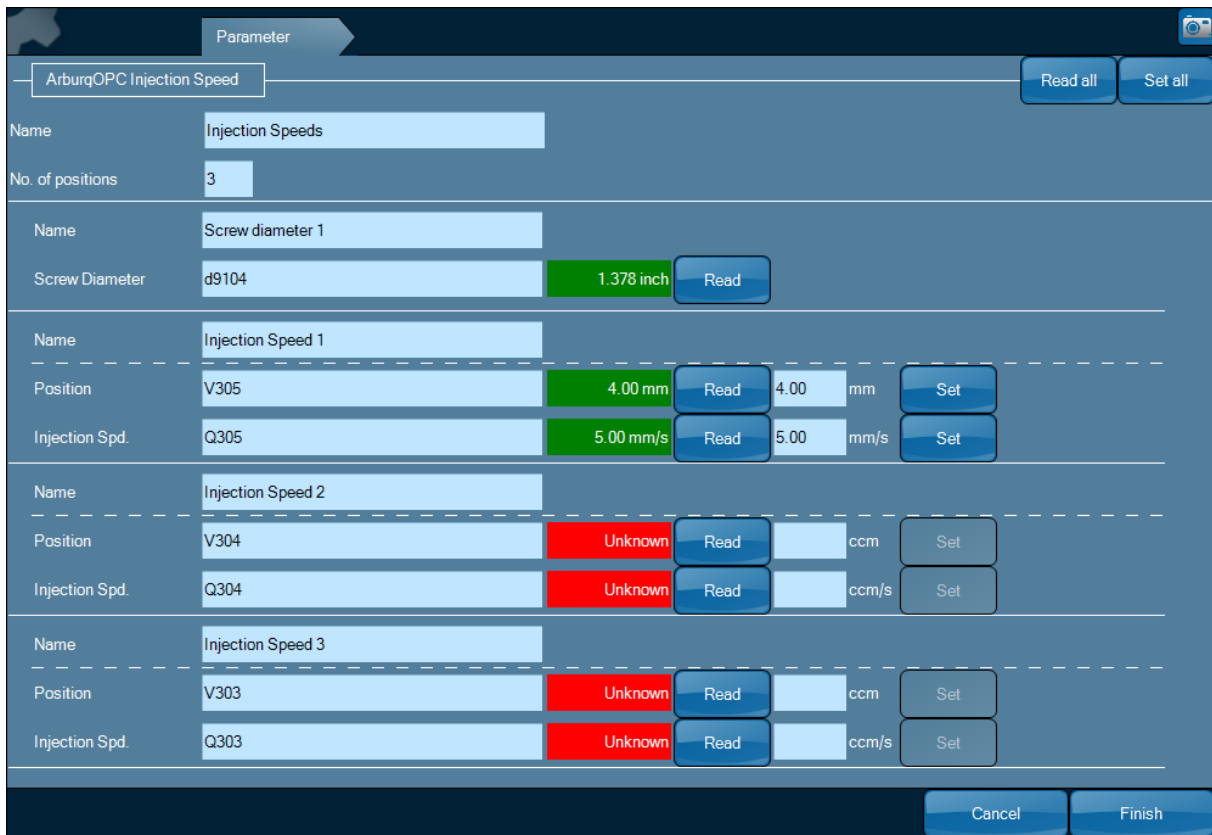 Parameter
ArburgOPC Injection Speed Read all Set all
Name Injection Speeds
No. of positions 3
Name Screw diameter 1
Screw Diameter d9104 1.378 inch Read
Name Injection Speed 1
Position V305 4.00 mm Read 4.00 mm Set
Injection Spd. Q305 5.00 mm/s Read 5.00 mm/s Set
Name Injection Speed 2
Position V304 Unknown Read ccm Set
Injection Spd. Q304 Unknown Read ccm/s Set
Name Injection Speed 3
Position V303 Unknown Read ccm Set
Injection Spd. Q303 Unknown Read ccm/s Set
Cancel Finish